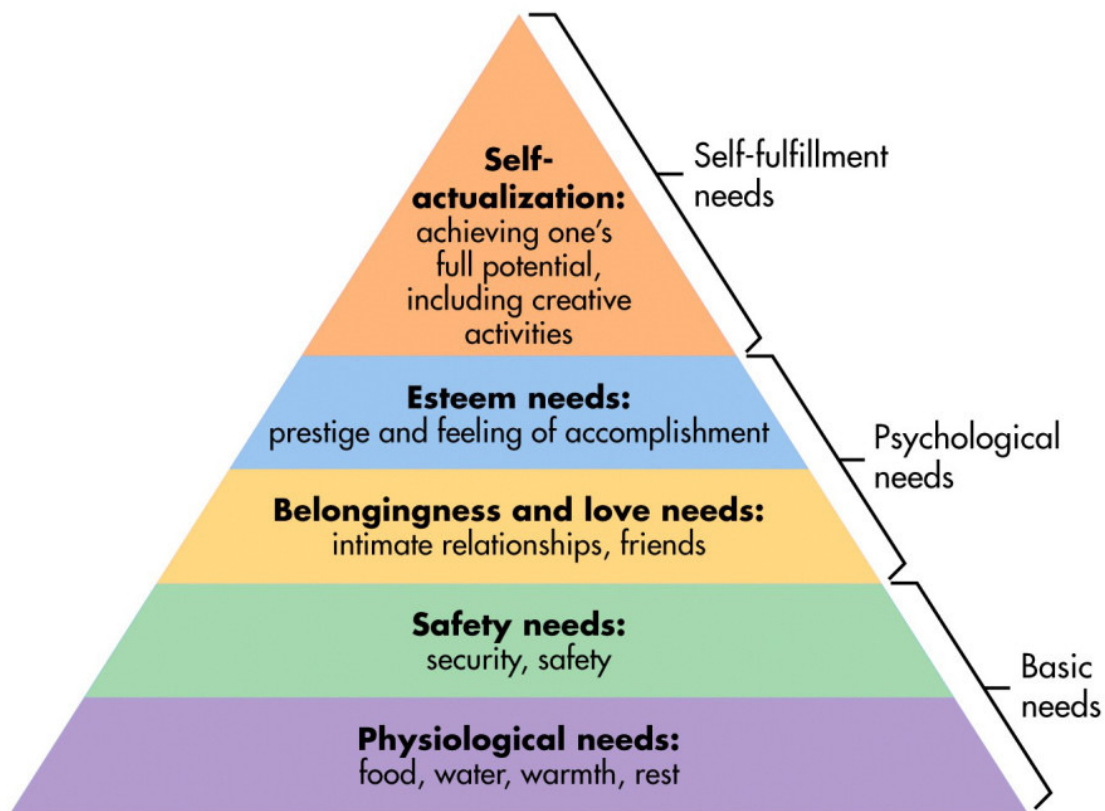 Self-
actualization:
achieving one's
full potential,
including creative
activities
Esteem needs:
prestige and feeling of accomplishment
Belongingness and love needs:
intimate relationships, friends
Safety needs:
security, safety
Physiological needs:
food, water, warmth, rest
Self-fulfillment
needs
Psychological
needs
Basic
needs